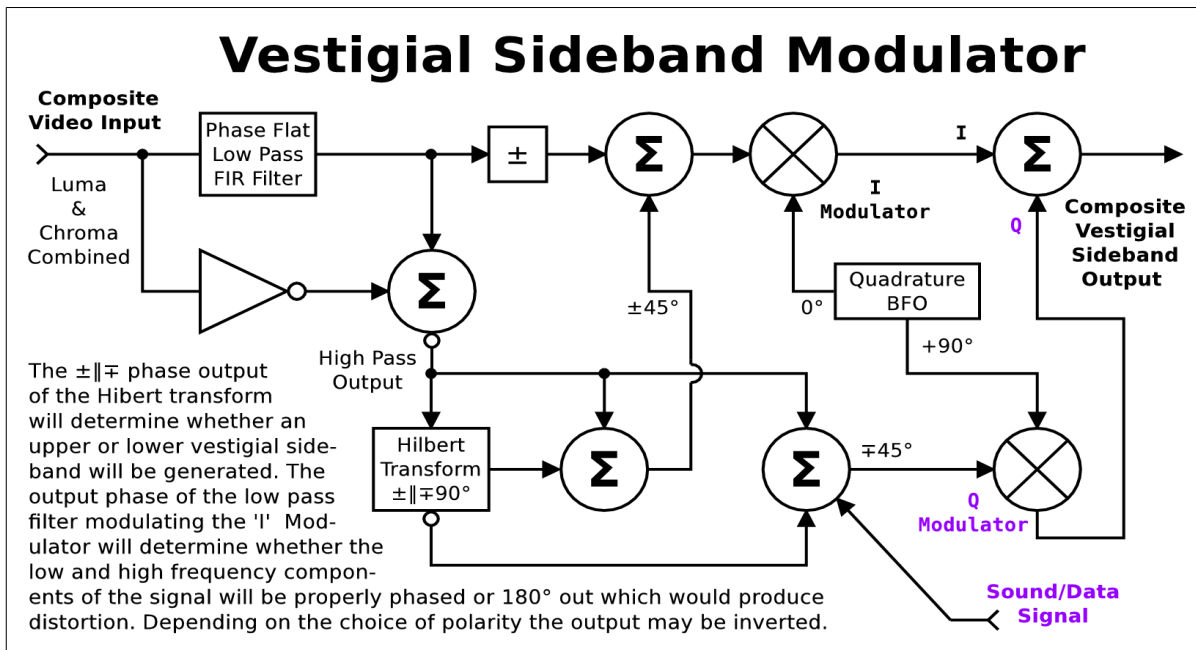 Vestigial Sideband Modulator
Composite
Video Input
Luma
&
Chroma
Combined
Phase Flat
Low Pass
FIR Filter
±
Σ
I
I
Modulator
Σ
Q
Composite
Vestigial
Sideband
Output
Σ
±45°
0°
Quadrature
BFO
+90°
High Pass
Output
Hilbert
Transform
±‖∓90°
Σ
Σ
∓45°
Q
Modulator
Sound/Data
Signal
The ±‖∓ phase output
of the Hibert transform
will determine whether an
upper or lower vestigial side-
band will be generated. The
output phase of the low pass
filter modulating the 'I' Mod-
ulator will determine whether the
low and high frequency compon-
ents of the signal will be properly phased or 180° out which would produce
distortion. Depending on the choice of polarity the output may be inverted.